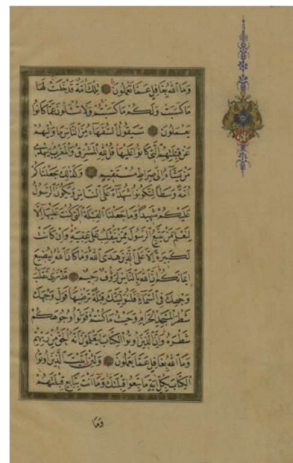 وما الله بغافل عما تعملون تلك امة قد خلت لها
ما كسبت ولكم ما كسبتم ولا تسئلون عما كانوا
يعملون سيقول السفهاء من الناس ما وليهم
عن قبلتهم التي كانوا عليها قل لله المشرق والمغرب يهدي
من يشاء الى صراط مستقيم وكذلك جعلناكم
امة وسطا لتكونوا شهداء على الناس ويكون الرسول
عليكم شهيدا وما جعلنا القبلة التي كنت عليها الا
لنعلم من يتبع الرسول ممن ينقلب على عقبيه وان كانت
لكبيرة الا على الذين هدى الله وما كان الله ليضيع
ايمانكم ان الله بالناس لرؤف رحيم قد نرى تقلب
وجهك في السماء فلنولينك قبلة ترضيها فول وجهك
شطر المسجد الحرام وحيث ما كنتم فولوا وجوهكم
شطره وان الذين اوتوا الكتاب ليعلمون انه الحق من ربهم
وما الله بغافل عما يعملون ولئن اتيت الذين اوتوا
الكتاب بكل اية ما تبعوا قبلتك وما انت بتابع قبلتهم
وما